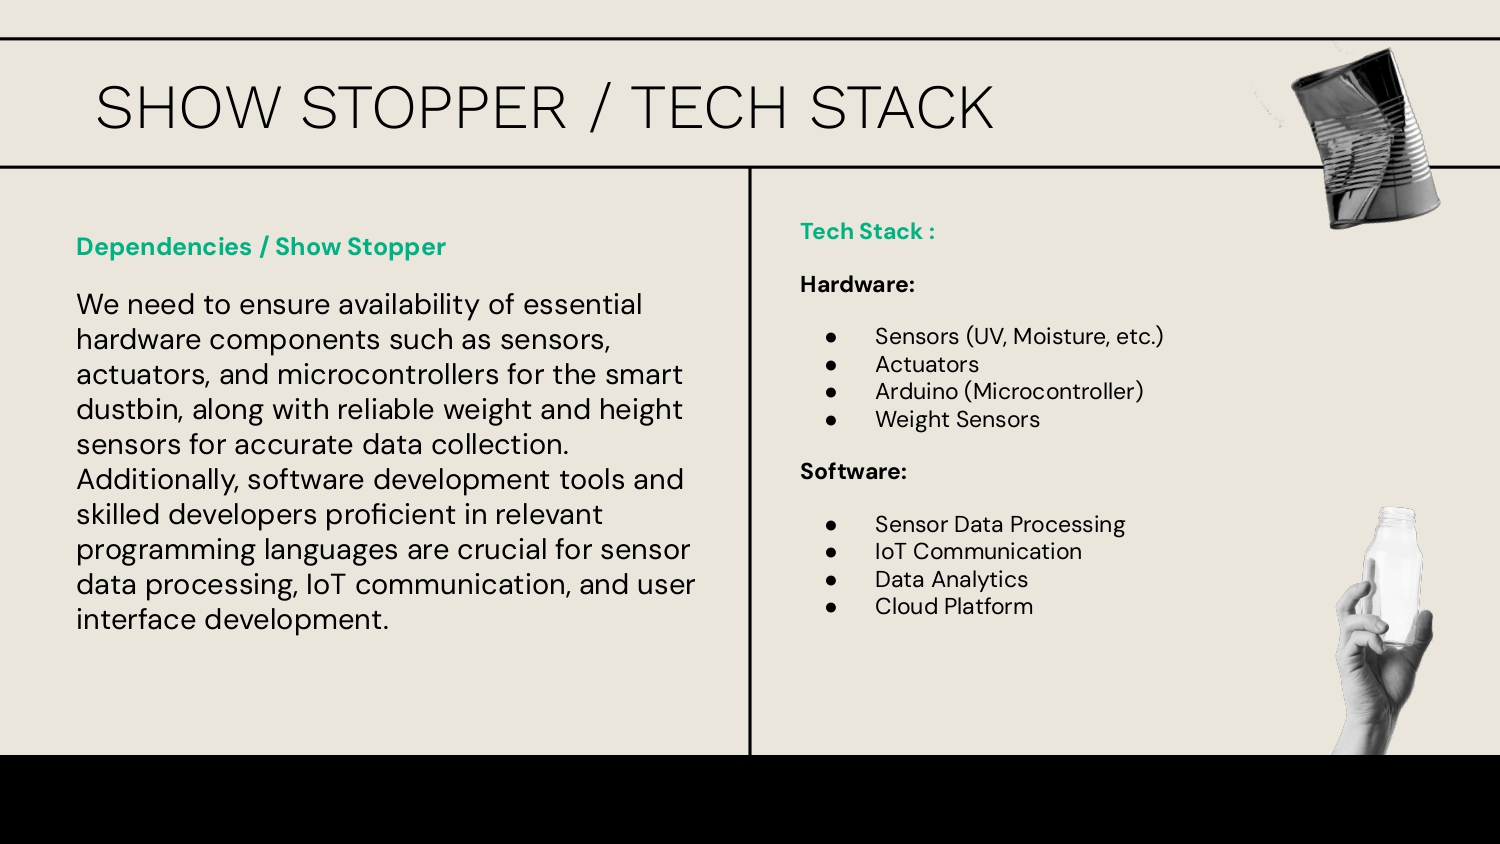 SHOW STOPPER / TECH STACK
Dependencies / Show Stopper
We need to ensure availability of essential
hardware components such as sensors,
actuators, and microcontrollers for the smart
dustbin, along with reliable weight and height
sensors for accurate data collection.
Additionally, software development tools and
skilled developers proficient in relevant
programming languages are crucial for sensor
data processing, IoT communication, and user
interface development.
Tech Stack :
Hardware:
● Sensors (UV, Moisture, etc.)
● Actuators
● Arduino (Microcontroller)
● Weight Sensors
Software:
● Sensor Data Processing
● IoT Communication
● Data Analytics
● Cloud Platform